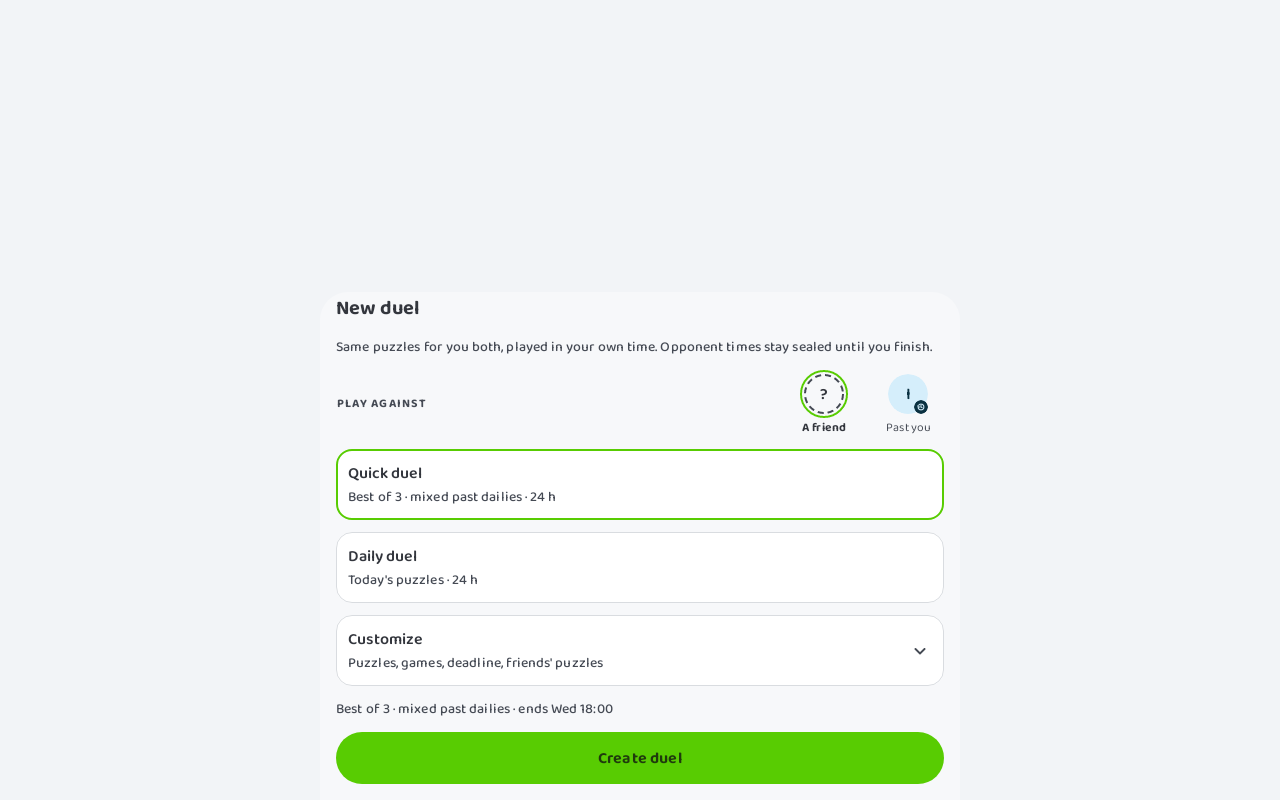 New duel
Same puzzles for you both, played in your own time. Opponent times stay sealed until you finish.
PLAY AGAINST
?
A friend
!
Past you
Quick duel
Best of 3 · mixed past dailies · 24 h
Daily duel
Today's puzzles · 24 h
Customize
Puzzles, games, deadline, friends' puzzles
Best of 3 · mixed past dailies · ends Wed 18:00
Create duel